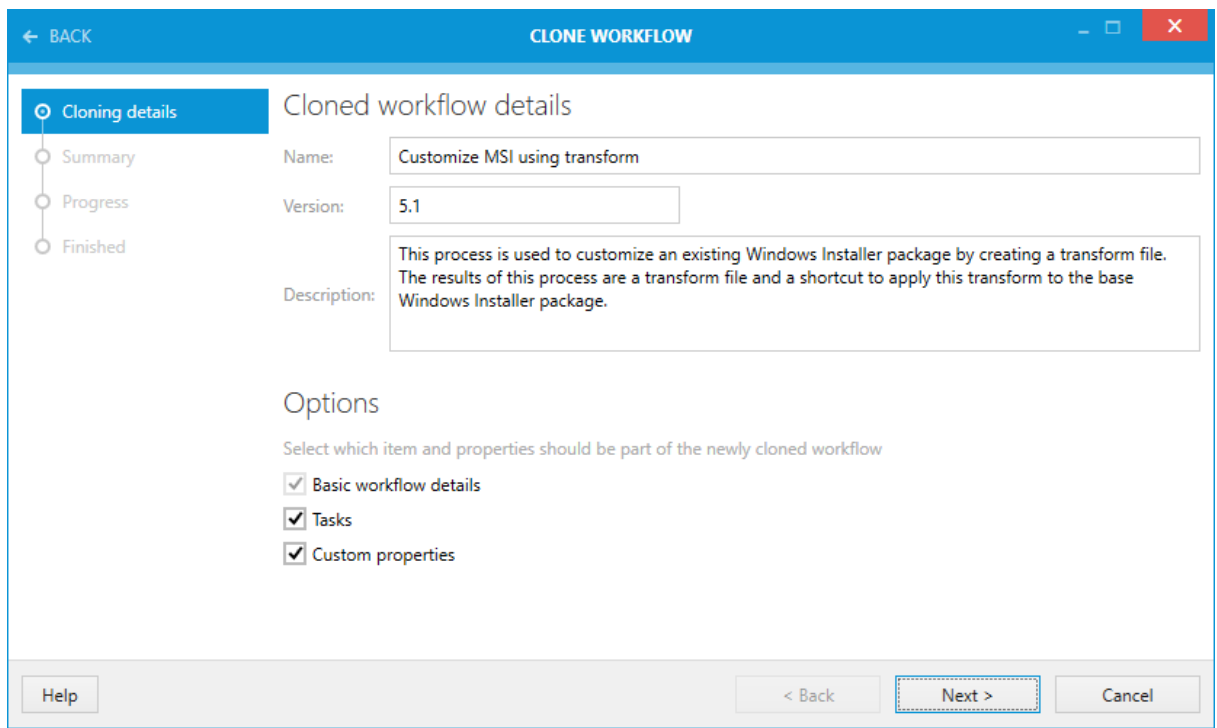 ← BACK
CLONE WORKFLOW
Cloning details
Summary
Progress
Finished
Cloned workflow details
Name:
Customize MSI using transform
Version:
5.1
Description:
This process is used to customize an existing Windows Installer package by creating a transform file.
The results of this process are a transform file and a shortcut to apply this transform to the base
Windows Installer package.
Options
Select which item and properties should be part of the newly cloned workflow
Basic workflow details
Tasks
Custom properties
Help
< Back
Next >
Cancel